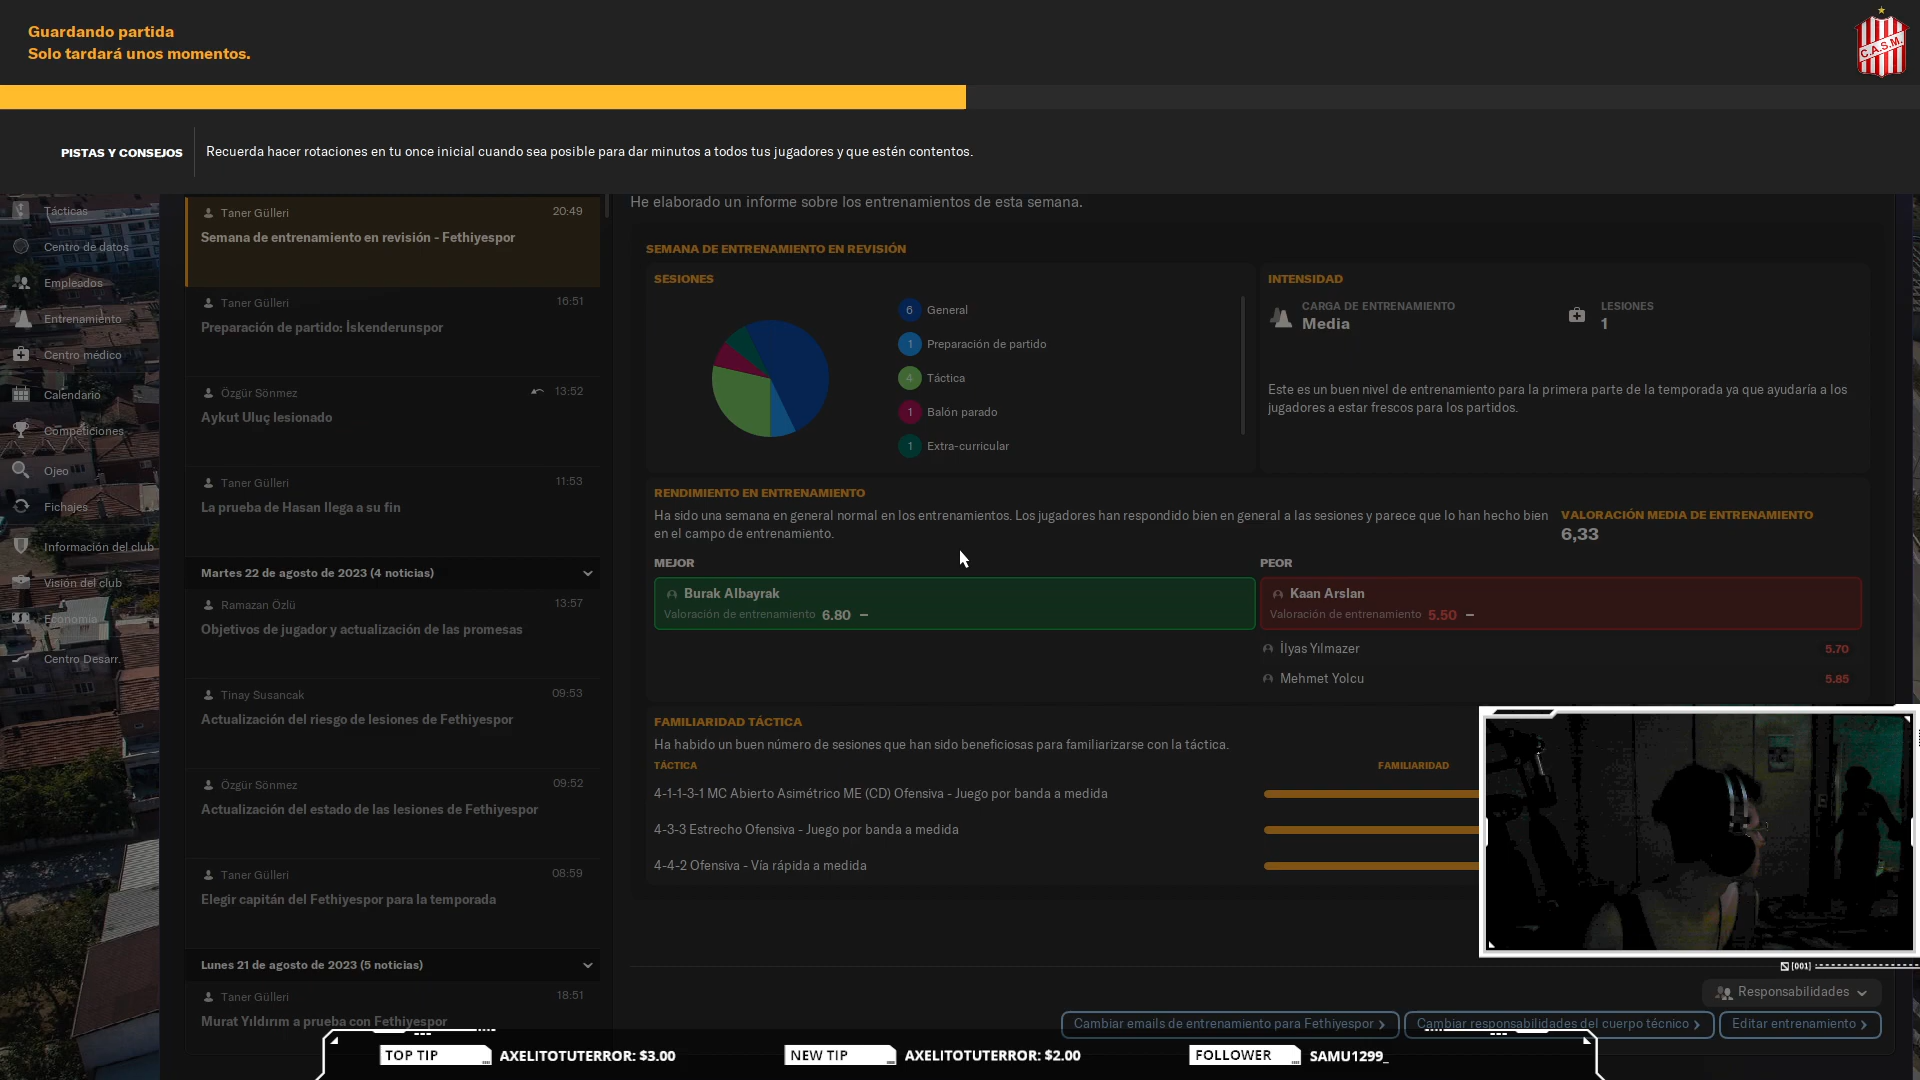 Guardando partida
Solo tardará unos momentos.
C.A.S.M.
PISTAS Y CONSEJOS
Recuerda hacer rotaciones en tu once inicial cuando sea posible para dar minutos a todos tus jugadores y que estén contentos.
Tácticas
Centro de datos
Empleados
Entrenamiento
Centro médico
Calendario
Competiciones
Ojeo
Fichajes
Información del club
Visión del club
Economía
Centro Desarr.
Taner Gülleri
20:49
Semana de entrenamiento en revisión - Fethiyespor
Taner Gülleri
16:51
Preparación de partido: İskenderunspor
Özgür Sönmez
13:52
Aykut Uluç lesionado
Taner Gülleri
11:53
La prueba de Hasan llega a su fin
Martes 22 de agosto de 2023 (4 noticias)
Ramazan Özlü
13:57
Objetivos de jugador y actualización de las promesas
Tinay Susancak
09:53
Actualización del riesgo de lesiones de Fethiyespor
Özgür Sönmez
09:52
Actualización del estado de las lesiones de Fethiyespor
Taner Gülleri
08:59
Elegir capitán del Fethiyespor para la temporada
Lunes 21 de agosto de 2023 (5 noticias)
Taner Gülleri
18:51
Murat Yıldırım a prueba con Fethiyespor
He elaborado un informe sobre los entrenamientos de esta semana.
SEMANA DE ENTRENAMIENTO EN REVISIÓN
SESIONES
6 General
1 Preparación de partido
4 Táctica
1 Balón parado
1 Extra-curricular
INTENSIDAD
CARGA DE ENTRENAMIENTO
Media
LESIONES
1
Este es un buen nivel de entrenamiento para la primera parte de la temporada ya que ayudaría a los
jugadores a estar frescos para los partidos.
RENDIMIENTO EN ENTRENAMIENTO
Ha sido una semana en general normal en los entrenamientos. Los jugadores han respondido bien en general a las sesiones y parece que lo han hecho bien
en el campo de entrenamiento.
VALORACIÓN MEDIA DE ENTRENAMIENTO
6,33
MEJOR
Burak Albayrak
Valoración de entrenamiento 6.80 –
PEOR
Kaan Arslan
Valoración de entrenamiento 5.50 –
İlyas Yılmazer 5.70
Mehmet Yolcu 5.85
FAMILIARIDAD TÁCTICA
Ha habido un buen número de sesiones que han sido beneficiosas para familiarizarse con la táctica.
TÁCTICA
FAMILIARIDAD
4-1-1-3-1 MC Abierto Asimétrico ME (CD) Ofensiva - Juego por banda a medida
4-3-3 Estrecho Ofensiva - Juego por banda a medida
4-4-2 Ofensiva - Vía rápida a medida
[001]
Responsabilidades
Cambiar emails de entrenamiento para Fethiyespor
Cambiar responsabilidades del cuerpo técnico
Editar entrenamiento
TOP TIP
AXELITOTUTERROR: $3.00
NEW TIP
AXELITOTUTERROR: $2.00
FOLLOWER
SAMU1299_